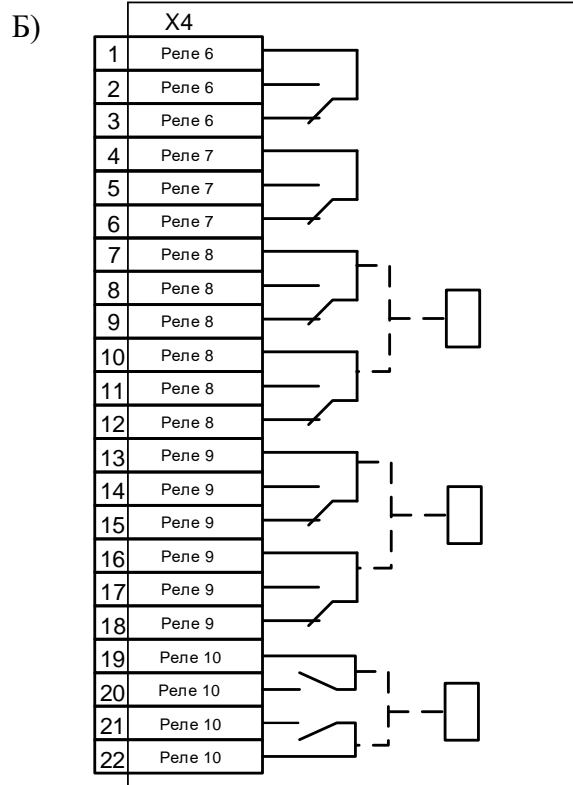 Б)
X4
1 Реле 6
2 Реле 6
3 Реле 6
4 Реле 7
5 Реле 7
6 Реле 7
7 Реле 8
8 Реле 8
9 Реле 8
10 Реле 8
11 Реле 8
12 Реле 8
13 Реле 9
14 Реле 9
15 Реле 9
16 Реле 9
17 Реле 9
18 Реле 9
19 Реле 10
20 Реле 10
21 Реле 10
22 Реле 10